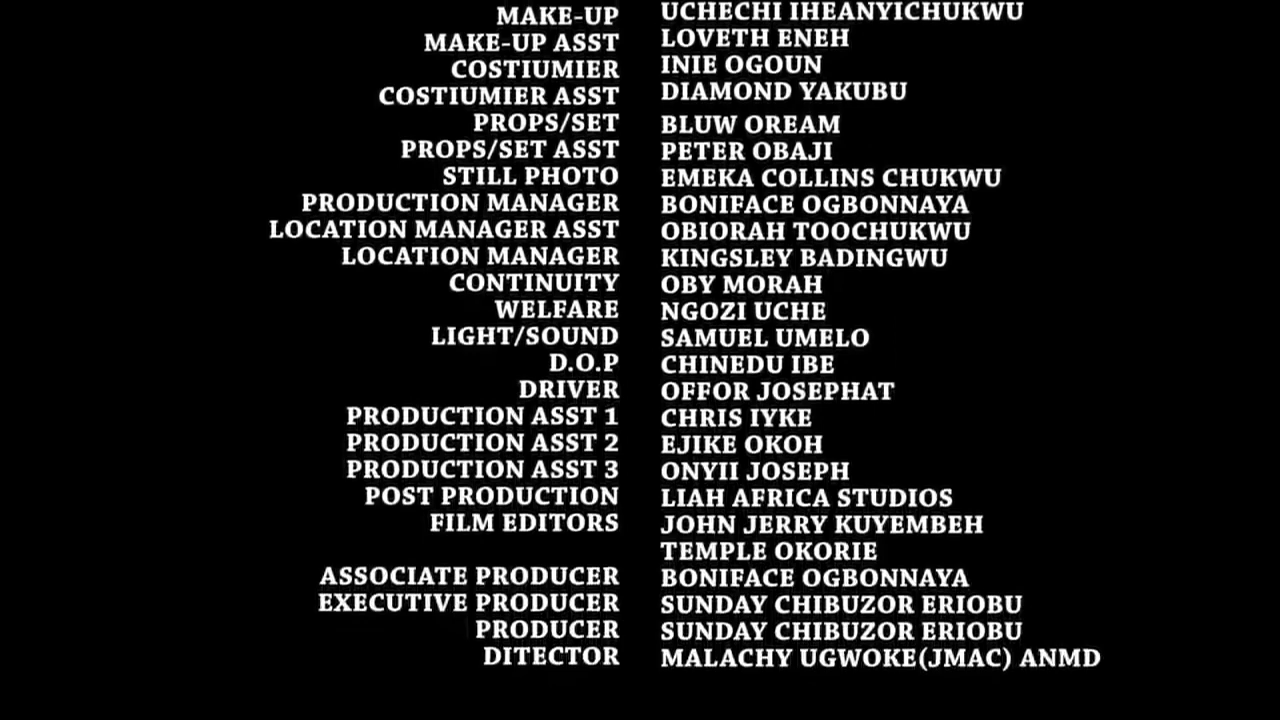 MAKE-UP UCHECHI IHEANYICHUKWU
MAKE-UP ASST LOVETH ENEH
COSTIUMIER INIE OGOUN
COSTIUMIER ASST DIAMOND YAKUBU
PROPS/SET BLUW OREAM
PROPS/SET ASST PETER OBAJI
STILL PHOTO EMEKA COLLINS CHUKWU
PRODUCTION MANAGER BONIFACE OGBONNAYA
LOCATION MANAGER ASST OBIORAH TOOCHUKWU
LOCATION MANAGER KINGSLEY BADINGWU
CONTINUITY OBY MORAH
WELFARE NGOZI UCHE
LIGHT/SOUND SAMUEL UMELO
D.O.P CHINEDU IBE
DRIVER OFFOR JOSEPHAT
PRODUCTION ASST 1 CHRIS IYKE
PRODUCTION ASST 2 EJIKE OKOH
PRODUCTION ASST 3 ONYII JOSEPH
POST PRODUCTION LIAH AFRICA STUDIOS
FILM EDITORS JOHN JERRY KUYEMBEH
TEMPLE OKORIE
ASSOCIATE PRODUCER BONIFACE OGBONNAYA
EXECUTIVE PRODUCER SUNDAY CHIBUZOR ERIOBU
PRODUCER SUNDAY CHIBUZOR ERIOBU
DITECTOR MALACHY UGWOKE(JMAC) ANMD